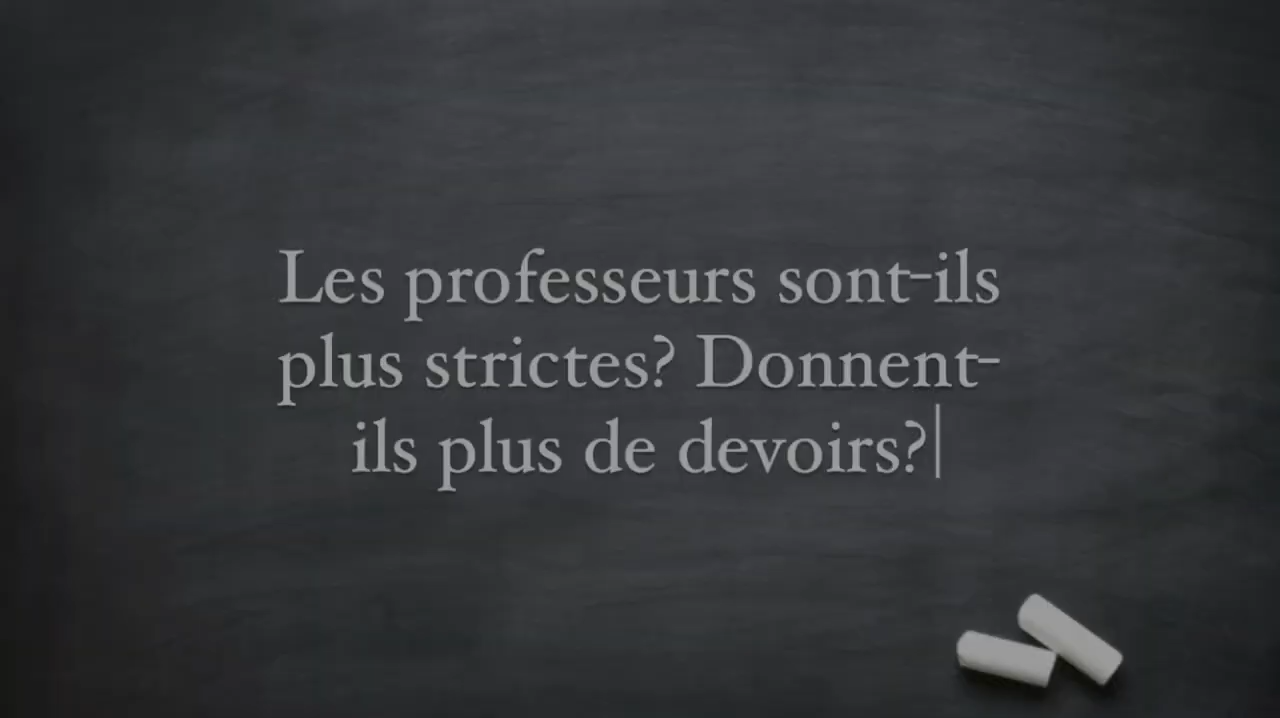 Les professeurs sont-ils
plus strictes? Donnent-
ils plus de devoirs?